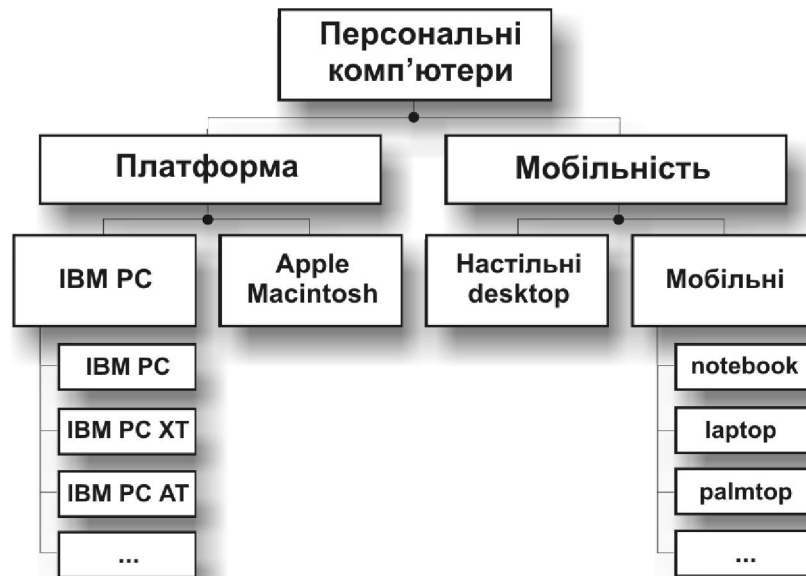 Персональні
комп’ютери
Платформа
Мобільність
IBM PC
Apple
Macintosh
Настільні
desktop
Мобільні
IBM PC
IBM PC XT
IBM PC AT
...
notebook
laptop
palmtop
...